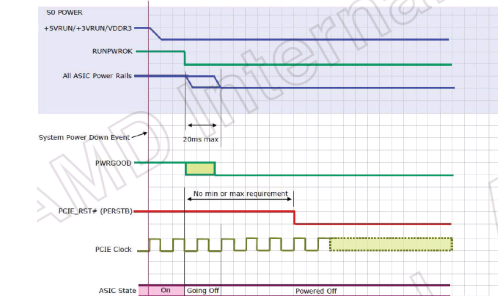 S0 POWER
+5VRUN/+3VRUN/VDDR3
RUNPWROK
All ASIC Power Rails
System Power Down Event
20ms max
PWRGOOD
No min or max requirement
PCIE_RST# (PERSTB)
PCIE Clock
ASIC State
On
Going Off
Powered Off
AMD Interna